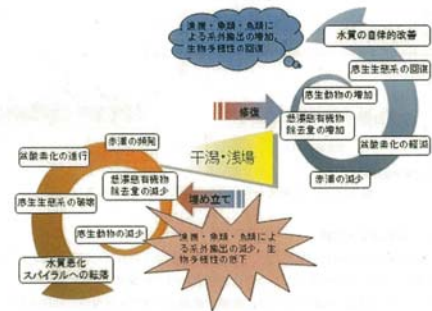 漁獲・魚類・鳥類に
よる系外搬出の増加、
生物多様性の回復
水質の自律的改善
底生生態系の回復
底生動物の増加
懸濁態有機物
除去量の増加
貧酸素化の軽減
赤潮の減少
修復
干潟・浅場
埋め立て
赤潮の頻発
貧酸素化の進行
懸濁態有機物
除去量の減少
底生生態系の破壊
底生動物の減少
水質悪化
スパイラルへの転落
漁獲・魚類・鳥類によ
る系外搬出の減少、生
物多様性の低下